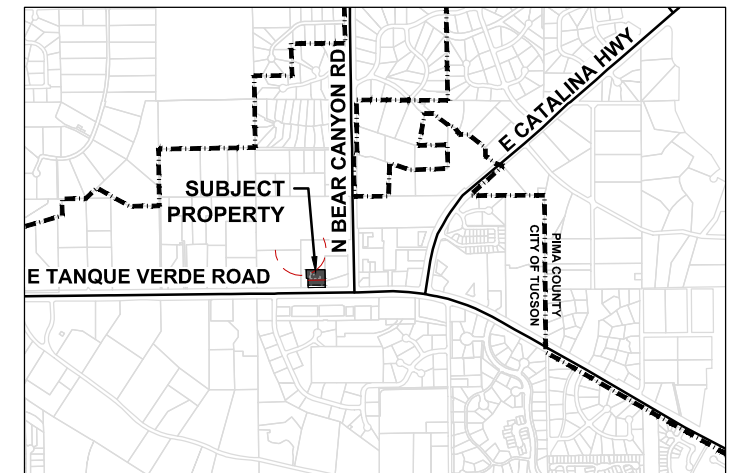 SUBJECT
PROPERTY
N BEAR CANYON RD
E CATALINA HWY
E TANQUE VERDE ROAD
PIMA COUNTY
CITY OF TUCSON